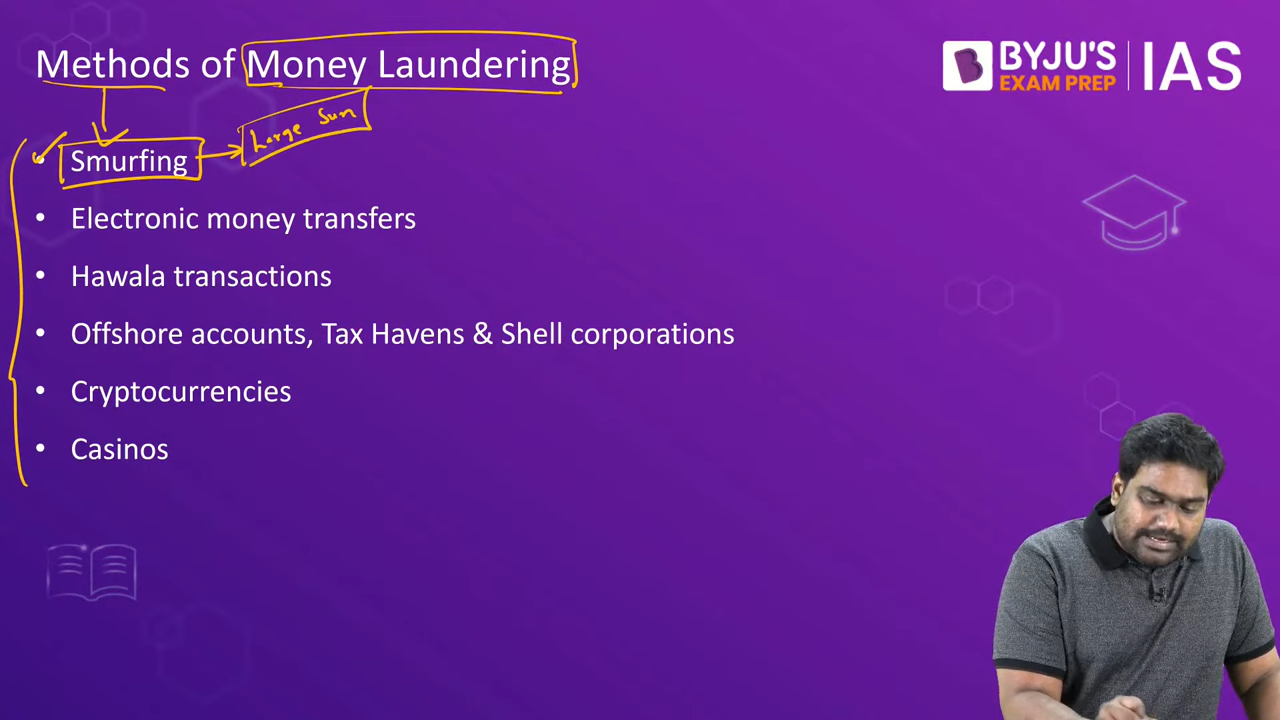 Methods of Money Laundering
BYJU'S
EXAM PREP
IAS
Large Sum
• Smurfing
• Electronic money transfers
• Hawala transactions
• Offshore accounts, Tax Havens & Shell corporations
• Cryptocurrencies
• Casinos